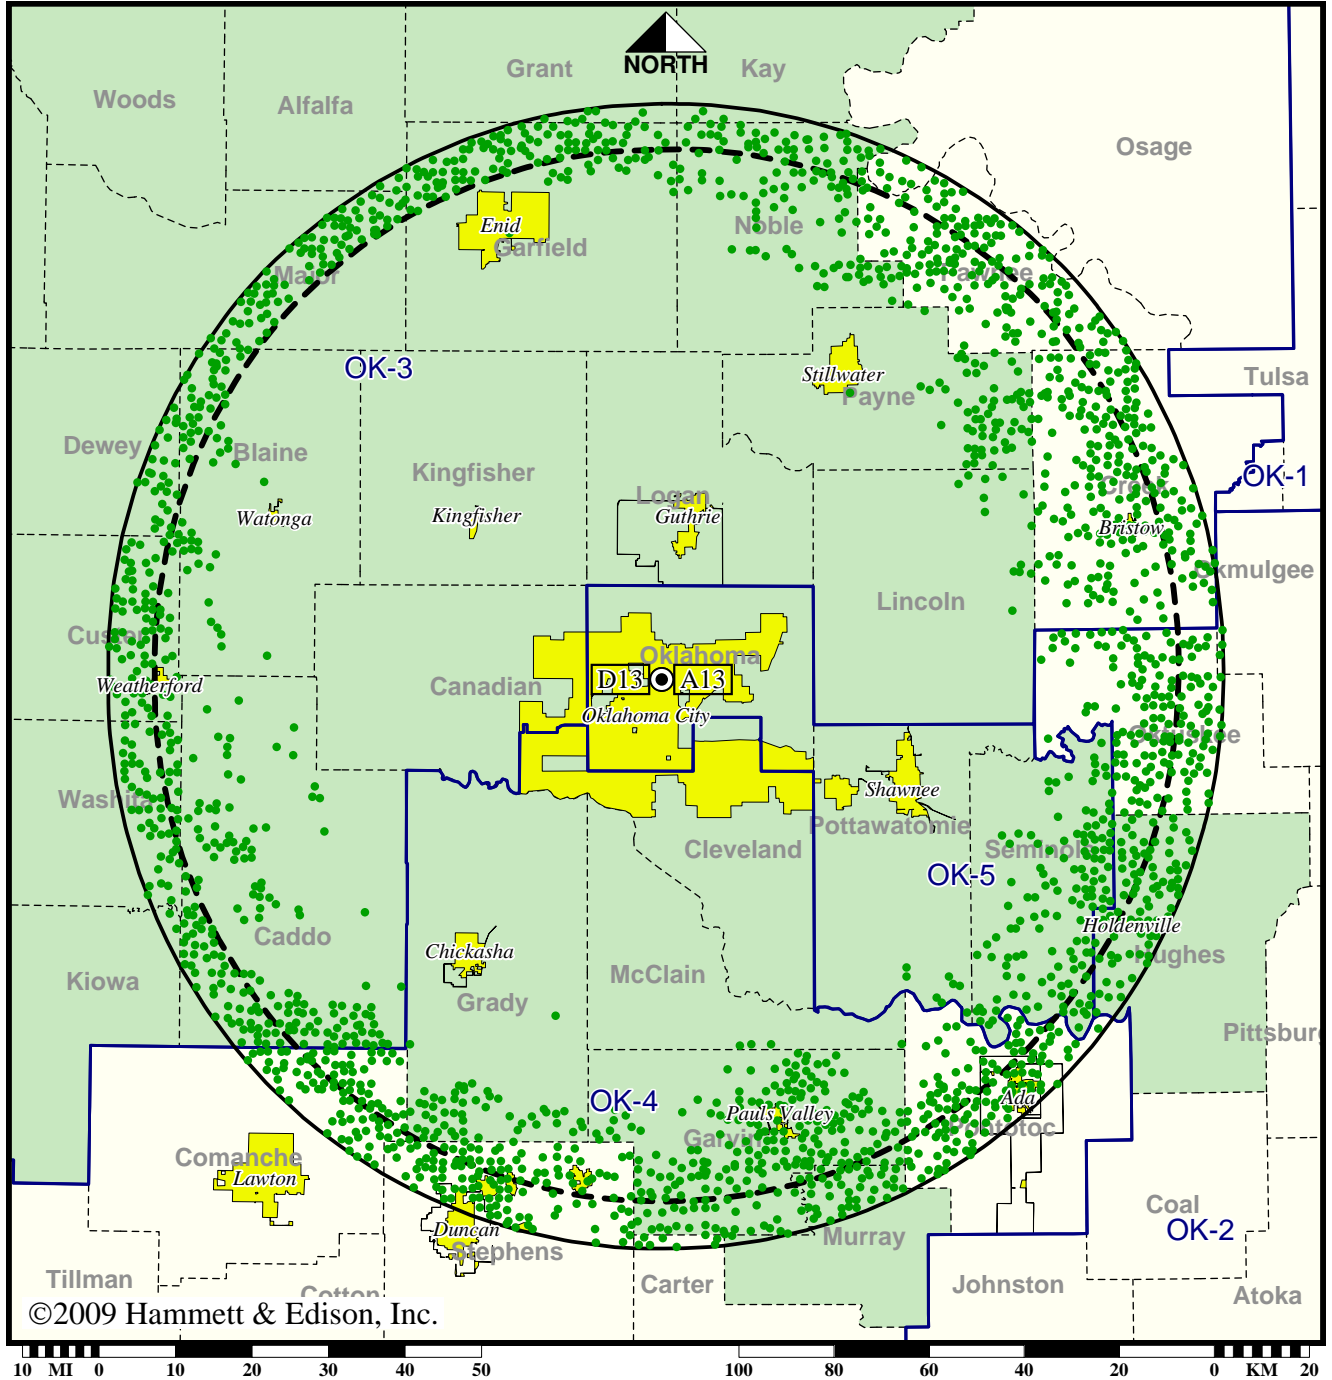 NORTH
Grant
Kay
Woods
Alfalfa
Osage
Enid
Noble
Garfield
Major
Pawnee
OK-3
Stillwater
Tulsa
Payne
Dewey
Blaine
Kingfisher
OK-1
Creek
Logan
Watonga
Kingfisher
Guthrie
Bristow
Okmulgee
Lincoln
Custer
Oklahoma
Weatherford
Canadian
D13
A13
Oklahoma City
Okfuskee
Washita
Shawnee
Pottawatomie
Cleveland
Seminole
OK-5
Caddo
Holdenville
Chickasha
Hughes
Kiowa
McClain
Grady
Pittsburg
OK-4
Ada
Pauls Valley
Garvin
Pontotoc
Comanche
Lawton
Coal
Duncan
OK-2
Murray
Stephens
Tillman
Carter
Johnston
Cotton
Atoka
©2009 Hammett & Edison, Inc.
10 MI 0 10 20 30 40 50 100 80 60 40 20 0 KM 20